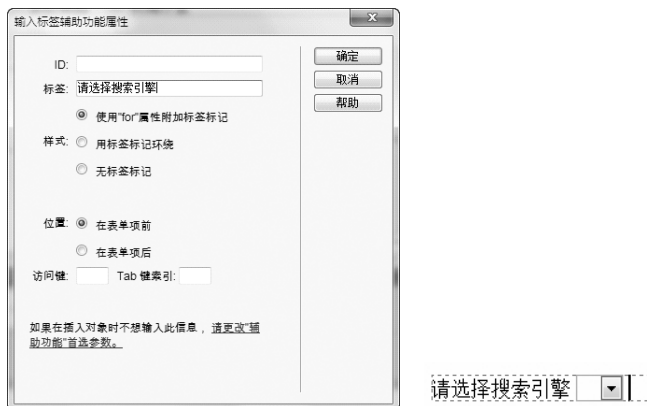 输入标签辅助功能属性
x
ID:
确定
标签: 请选择搜索引擎
取消
使用"for"属性附加标签标记
帮助
样式: 用标签标记环绕
无标签标记
位置: 在表单项前
在表单项后
访问键: Tab 键索引:
如果在插入对象时不想输入此信息，请更改"辅
助功能"首选参数。
请选择搜索引擎